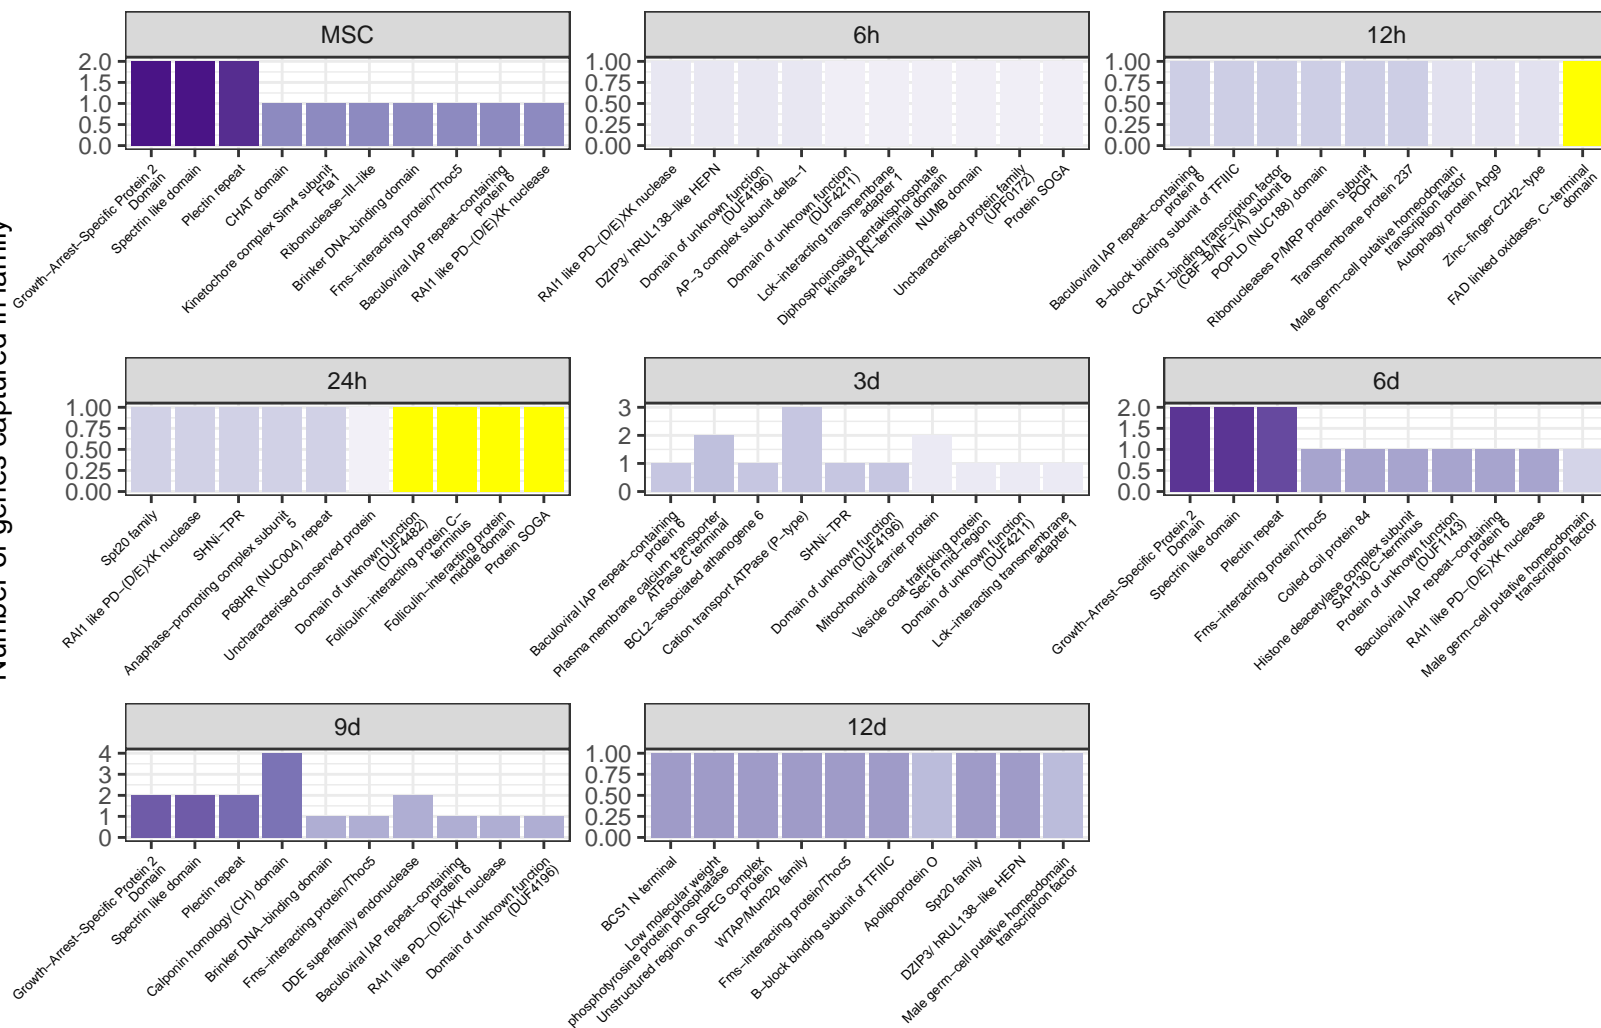 Number of genes captured in family
MSC
2.0
1.5
1.0
0.5
0.0
Growth−Arrest−Specific Protein 2
Domain
Spectrin like domain
Plectin repeat
CHAT domain
Kinetochore complex Sim4 subunit
Fta1
Ribonuclease−III−like
Brinker DNA−binding domain
Fms−interacting protein/Thoc5
Baculoviral IAP repeat−containing
protein 6
RAI1 like PD−(D/E)XK nuclease
6h
1.00
0.75
0.50
0.25
0.00
RAI1 like PD−(D/E)XK nuclease
DZIP3/ hRUL138−like HEPN
Domain of unknown function
(DUF4196)
AP−3 complex subunit delta−1
Domain of unknown function
(DUF4211)
Lck−interacting transmembrane
adapter 1
Diphosphoinositol pentakisphosphate
kinase 2 N−terminal domain
NUMB domain
Uncharacterised protein family
(UPF0172)
Protein SOGA
12h
1.00
0.75
0.50
0.25
0.00
Baculoviral IAP repeat−containing
protein 6
B−block binding subunit of TFIIIC
CCAAT−binding transcription factor
(CBF−B/NF−YA) subunit B
POPLD (NUC188) domain
Ribonucleases P/MRP protein subunit
POP1
Transmembrane protein 237
Male germ−cell putative homeodomain
transcription factor
Autophagy protein Apg9
Zinc−finger C2H2−type
FAD linked oxidases, C−terminal
domain
24h
1.00
0.75
0.50
0.25
0.00
Spt20 family
RAI1 like PD−(D/E)XK nuclease
SHNi−TPR
Anaphase−promoting complex subunit
5
P68HR (NUC004) repeat
Uncharacterised conserved protein
Domain of unknown function
(DUF4482)
Folliculin−interacting protein C−
terminus
Folliculin−interacting protein
middle domain
Protein SOGA
3d
3
2
1
0
Baculoviral IAP repeat−containing
protein 6
Plasma membrane calcium transporter
ATPase C terminal
BCL2−associated athanogene 6
Cation transport ATPase (P−type)
SHNi−TPR
Domain of unknown function
(DUF4196)
Mitochondrial carrier protein
Vesicle coat trafficking protein
Sec16 mid−region
Domain of unknown function
(DUF4211)
Lck−interacting transmembrane
adapter 1
6d
2.0
1.5
1.0
0.5
0.0
Growth−Arrest−Specific Protein 2
Domain
Spectrin like domain
Plectin repeat
Fms−interacting protein/Thoc5
Coiled coil protein 84
Histone deacetylase complex subunit
SAP130 C−terminus
Protein of unknown function
(DUF1143)
Baculoviral IAP repeat−containing
protein 6
RAI1 like PD−(D/E)XK nuclease
Male germ−cell putative homeodomain
transcription factor
9d
4
3
2
1
0
Growth−Arrest−Specific Protein 2
Domain
Spectrin like domain
Plectin repeat
Calponin homology (CH) domain
Brinker DNA−binding domain
Fms−interacting protein/Thoc5
DDE superfamily endonuclease
Baculoviral IAP repeat−containing
protein 6
RAI1 like PD−(D/E)XK nuclease
Domain of unknown function
(DUF4196)
12d
1.00
0.75
0.50
0.25
0.00
BCS1 N terminal
Low molecular weight
phosphotyrosine protein phosphatase
Unstructured region on SPEG complex
protein
WTAP/Mum2p family
Fms−interacting protein/Thoc5
B−block binding subunit of TFIIIC
Apolipoprotein O
Spt20 family
DZIP3/ hRUL138−like HEPN
Male germ−cell putative homeodomain
transcription factor